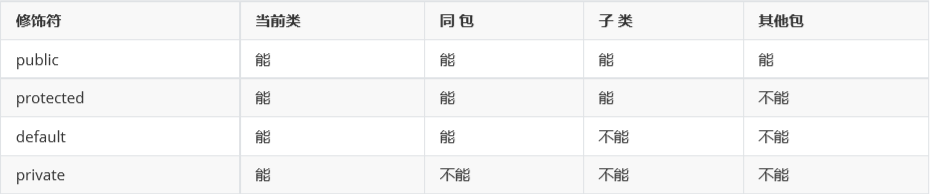 修饰符 当前类 同 包 子 类 其他包
public 能 能 能 能
protected 能 能 能 不能
default 能 能 不能 不能
private 能 不能 不能 不能